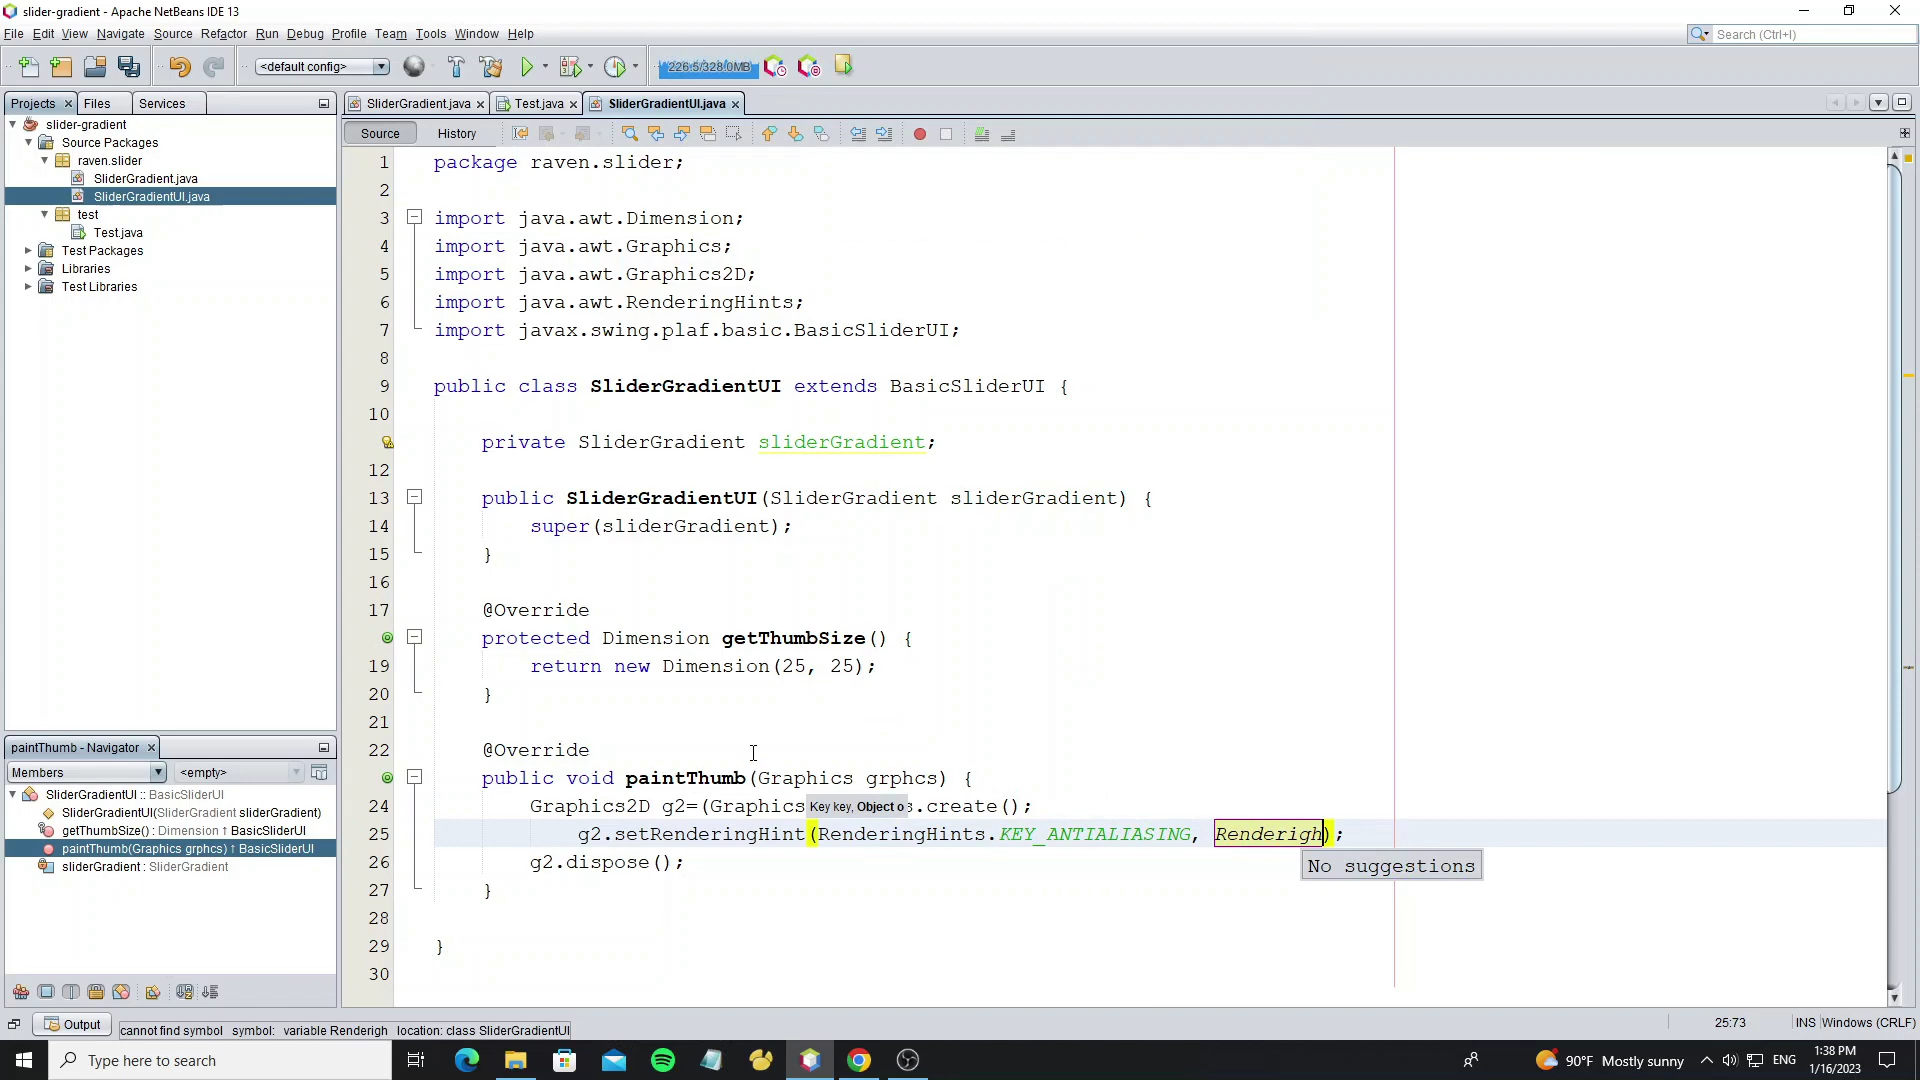 slider-gradient - Apache NetBeans IDE 13
File Edit View Navigate Source Refactor Run Debug Profile Team Tools Window Help
Search (Ctrl+I)
<default config>
226.5/328.0MB
Projects Files Services
SliderGradient.java Test.java SliderGradientUI.java
Source History
slider-gradient
Source Packages
raven.slider
SliderGradient.java
SliderGradientUI.java
test
Test.java
Test Packages
Libraries
Test Libraries
1 package raven.slider;
2
3 import java.awt.Dimension;
4 import java.awt.Graphics;
5 import java.awt.Graphics2D;
6 import java.awt.RenderingHints;
7 import javax.swing.plaf.basic.BasicSliderUI;
8
9 public class SliderGradientUI extends BasicSliderUI {
10
private SliderGradient sliderGradient;
12
13 public SliderGradientUI(SliderGradient sliderGradient) {
14 super(sliderGradient);
15 }
16
17 @Override
protected Dimension getThumbSize() {
19 return new Dimension(25, 25);
20 }
21
22 @Override
public void paintThumb(Graphics grphcs) {
24 Graphics2D g2=(Graphics s.create();
Key key, Object o
25 g2.setRenderingHint(RenderingHints.KEY_ANTIALIASING, Renderigh);
No suggestions
26 g2.dispose();
27 }
28
29 }
30
paintThumb - Navigator
Members <empty>
SliderGradientUI :: BasicSliderUI
SliderGradientUI(SliderGradient sliderGradient)
getThumbSize() : Dimension ↑ BasicSliderUI
paintThumb(Graphics grphcs) ↑ BasicSliderUI
sliderGradient : SliderGradient
Output
cannot find symbol symbol: variable Renderigh location: class SliderGradientUI
25:73 INS Windows (CRLF)
Type here to search
90°F Mostly sunny ENG
1:38 PM
1/16/2023